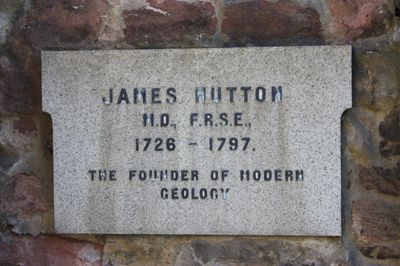 JAMES HUTTON
M.D., F.R.S.E.,
1726 - 1797.
THE FOUNDER OF MODERN
GEOLOGY